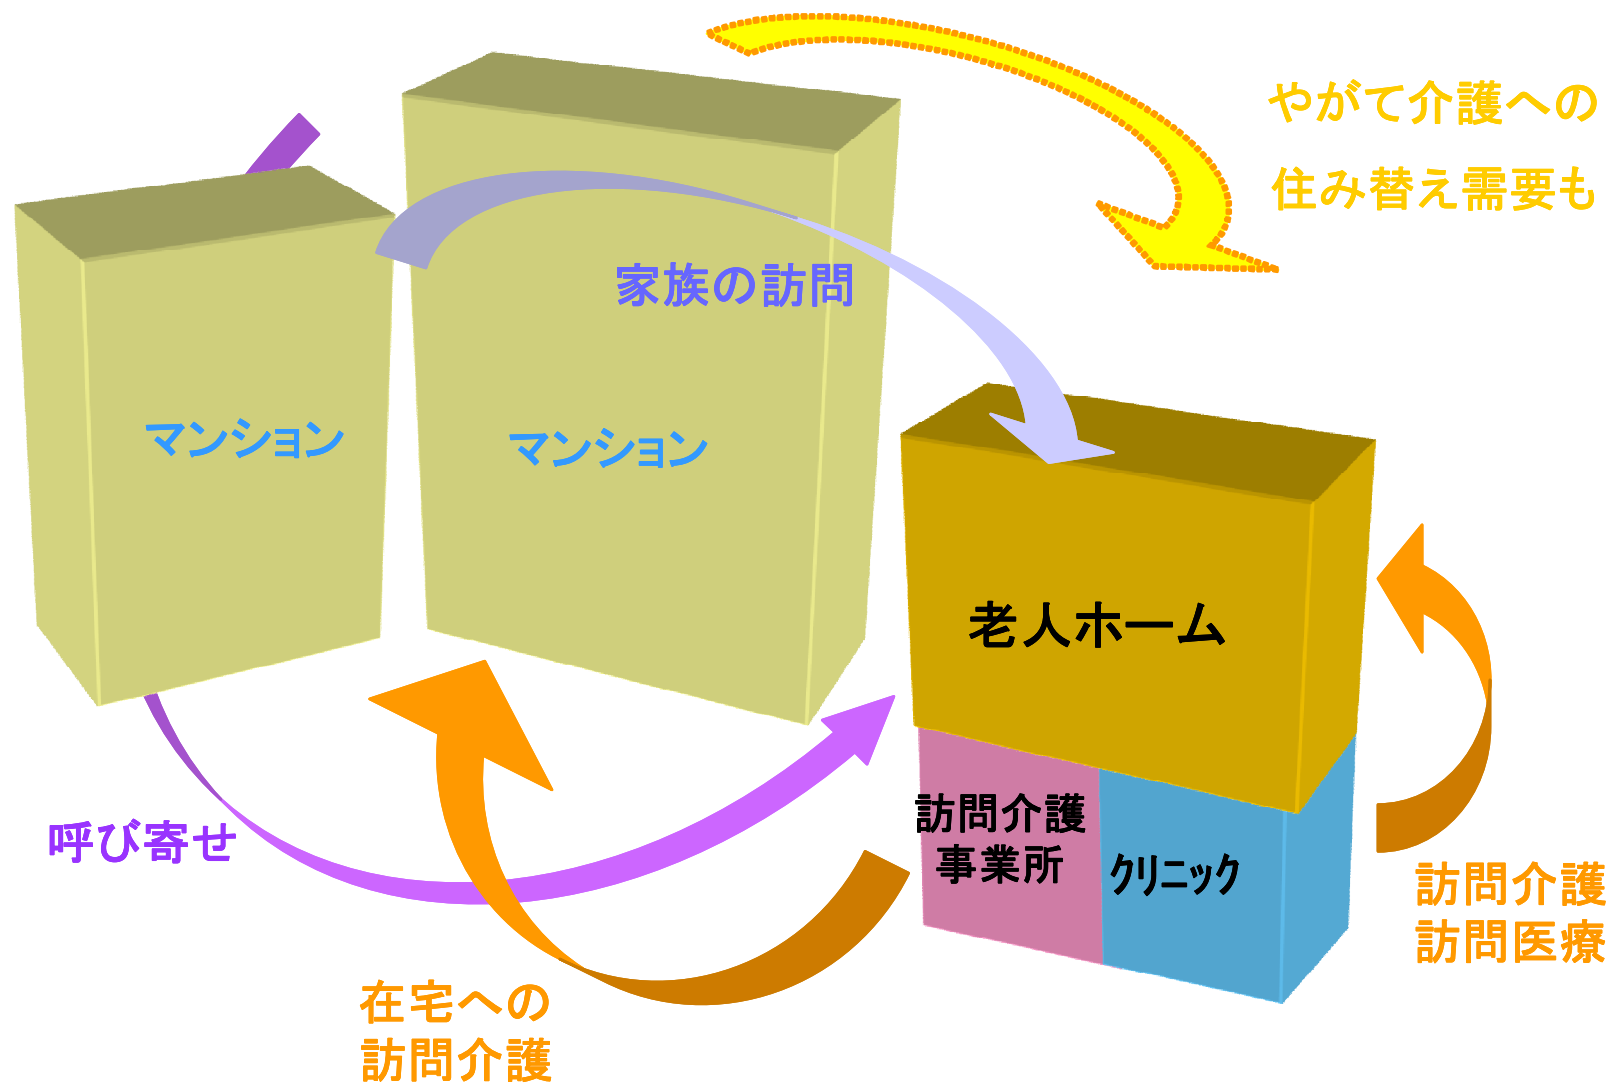 やがて介護への
住み替え需要も
家族の訪問
マンション
マンション
老人ホーム
訪問介護
事業所
ｸﾘﾆｯｸ
呼び寄せ
訪問介護
訪問医療
在宅への
訪問介護